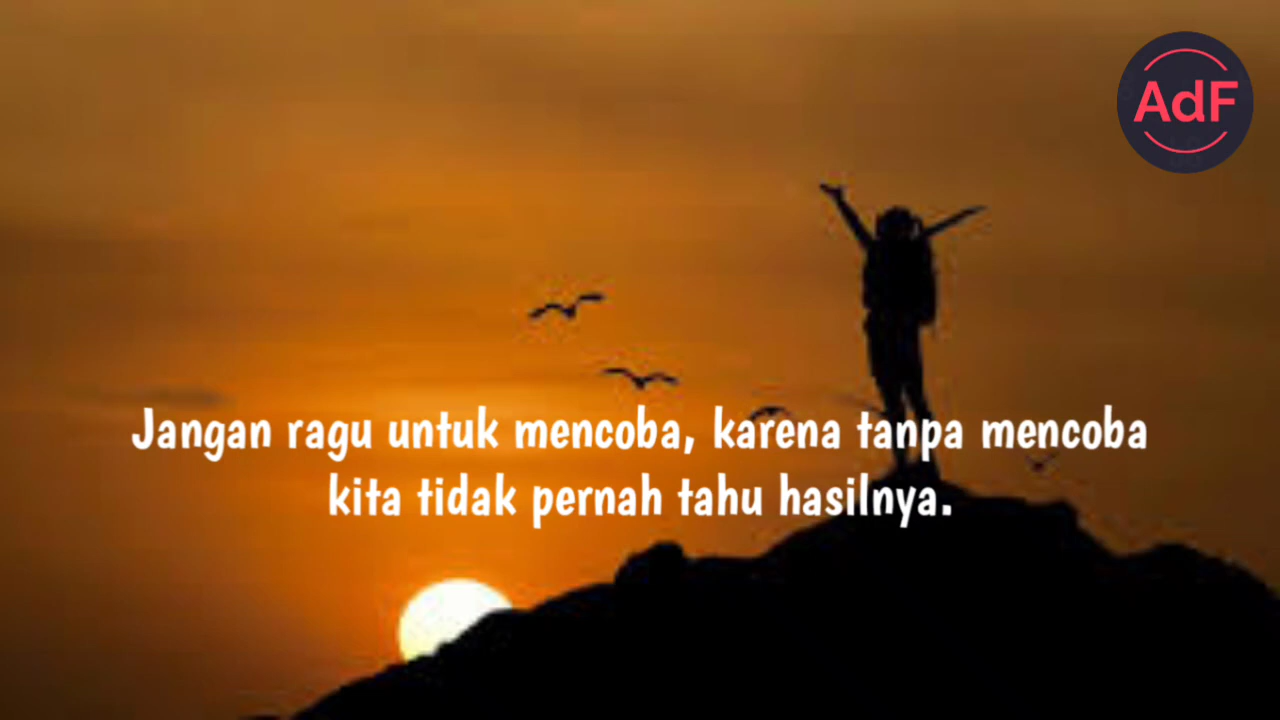 AdF
Jangan ragu untuk mencoba, karena tanpa mencoba
kita tidak pernah tahu hasilnya.